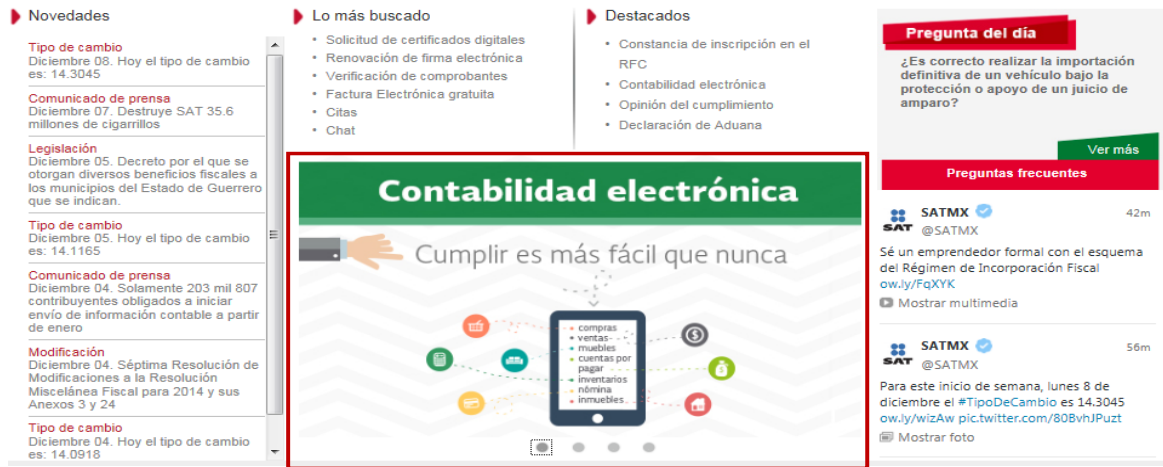 Novedades
Tipo de cambio
Diciembre 08. Hoy el tipo de cambio
es: 14.3045
Comunicado de prensa
Diciembre 07. Destruye SAT 35.6
millones de cigarrillos
Legislación
Diciembre 05. Decreto por el que se
otorgan diversos beneficios fiscales a
los municipios del Estado de Guerrero
que se indican.
Tipo de cambio
Diciembre 05. Hoy el tipo de cambio
es: 14.1165
Comunicado de prensa
Diciembre 04. Solamente 203 mil 807
contribuyentes obligados a iniciar
envío de información contable a partir
de enero
Modificación
Diciembre 04. Séptima Resolución de
Modificaciones a la Resolución
Miscelánea Fiscal para 2014 y sus
Anexos 3 y 24
Tipo de cambio
Diciembre 04. Hoy el tipo de cambio
es: 14.0918
Lo más buscado
• Solicitud de certificados digitales
• Renovación de firma electrónica
• Verificación de comprobantes
• Factura Electrónica gratuita
• Citas
• Chat
Destacados
• Constancia de inscripción en el
RFC
• Contabilidad electrónica
• Opinión del cumplimiento
• Declaración de Aduana
Contabilidad electrónica
Cumplir es más fácil que nunca
• compras
• ventas
• muebles
• cuentas por
pagar
• inventarios
• nómina
• inmuebles
Pregunta del día
¿Es correcto realizar la importación
definitiva de un vehículo bajo la
protección o apoyo de un juicio de
amparo?
Ver más
Preguntas frecuentes
SAT
SATMX 42m
@SATMX
Sé un emprendedor formal con el esquema
del Régimen de Incorporación Fiscal
ow.ly/FqXYK
Mostrar multimedia
SAT
SATMX 56m
@SATMX
Para este inicio de semana, lunes 8 de
diciembre el #TipoDeCambio es 14.3045
ow.ly/wizAw pic.twitter.com/80BvhJPuzt
Mostrar foto